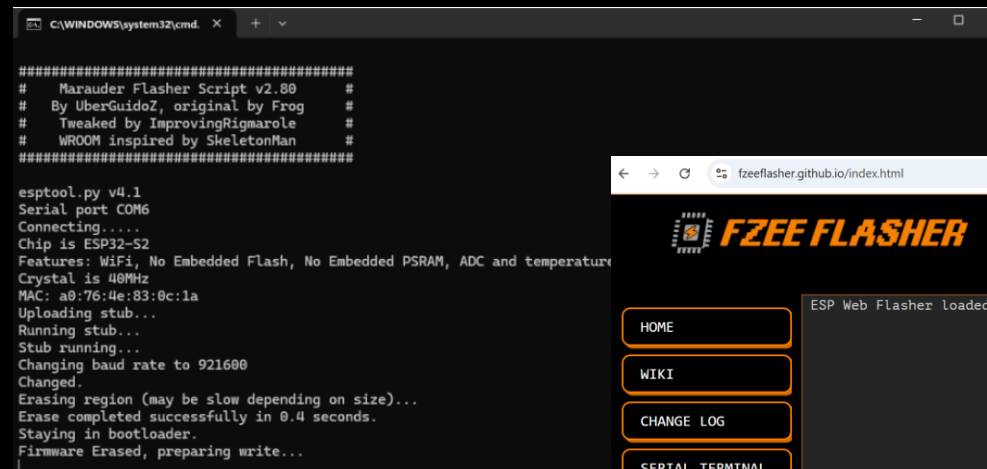 C:\WINDOWS\system32\cmd.
#########################################
# Marauder Flasher Script v2.80 #
# By UberGuidoZ, original by Frog #
# Tweaked by ImprovingRigmarole #
# WROOM inspired by SkeletonMan #
#########################################
esptool.py v4.1
Serial port COM6
Connecting.....
Chip is ESP32-S2
Features: WiFi, No Embedded Flash, No Embedded PSRAM, ADC and temperature
Crystal is 40MHz
MAC: a0:76:4e:83:0c:1a
Uploading stub...
Running stub...
Stub running...
Changing baud rate to 921600
Changed.
Erasing region (may be slow depending on size)...
Erase completed successfully in 0.4 seconds.
Staying in bootloader.
Firmware Erased, preparing write...
fzeeflasher.github.io/index.html
FZEE FLASHER
ESP Web Flasher loaded
HOME
WIKI
CHANGE LOG
SERIAL TERMINAL